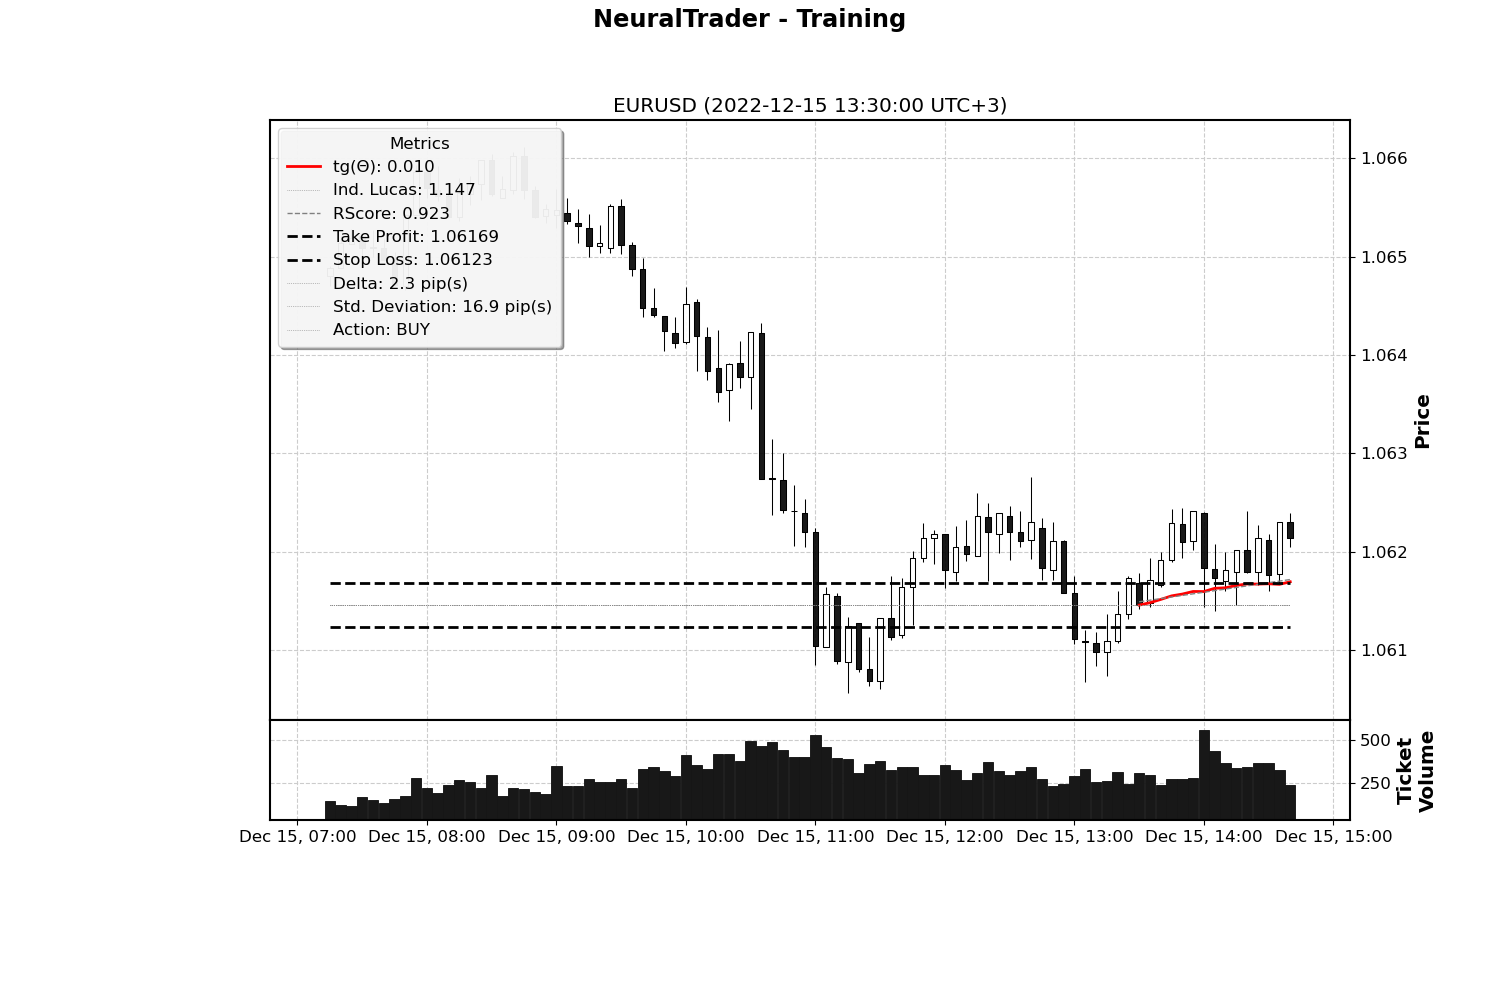 NeuralTrader - Training
EURUSD (2022-12-15 13:30:00 UTC+3)
Metrics
tg(Θ): 0.010
Ind. Lucas: 1.147
RScore: 0.923
Take Profit: 1.06169
Stop Loss: 1.06123
Delta: 2.3 pip(s)
Std. Deviation: 16.9 pip(s)
Action: BUY
1.066
1.065
1.064
1.063
1.062
1.061
Price
500
250
Ticket
Volume
Dec 15, 07:00
Dec 15, 08:00
Dec 15, 09:00
Dec 15, 10:00
Dec 15, 11:00
Dec 15, 12:00
Dec 15, 13:00
Dec 15, 14:00
Dec 15, 15:00